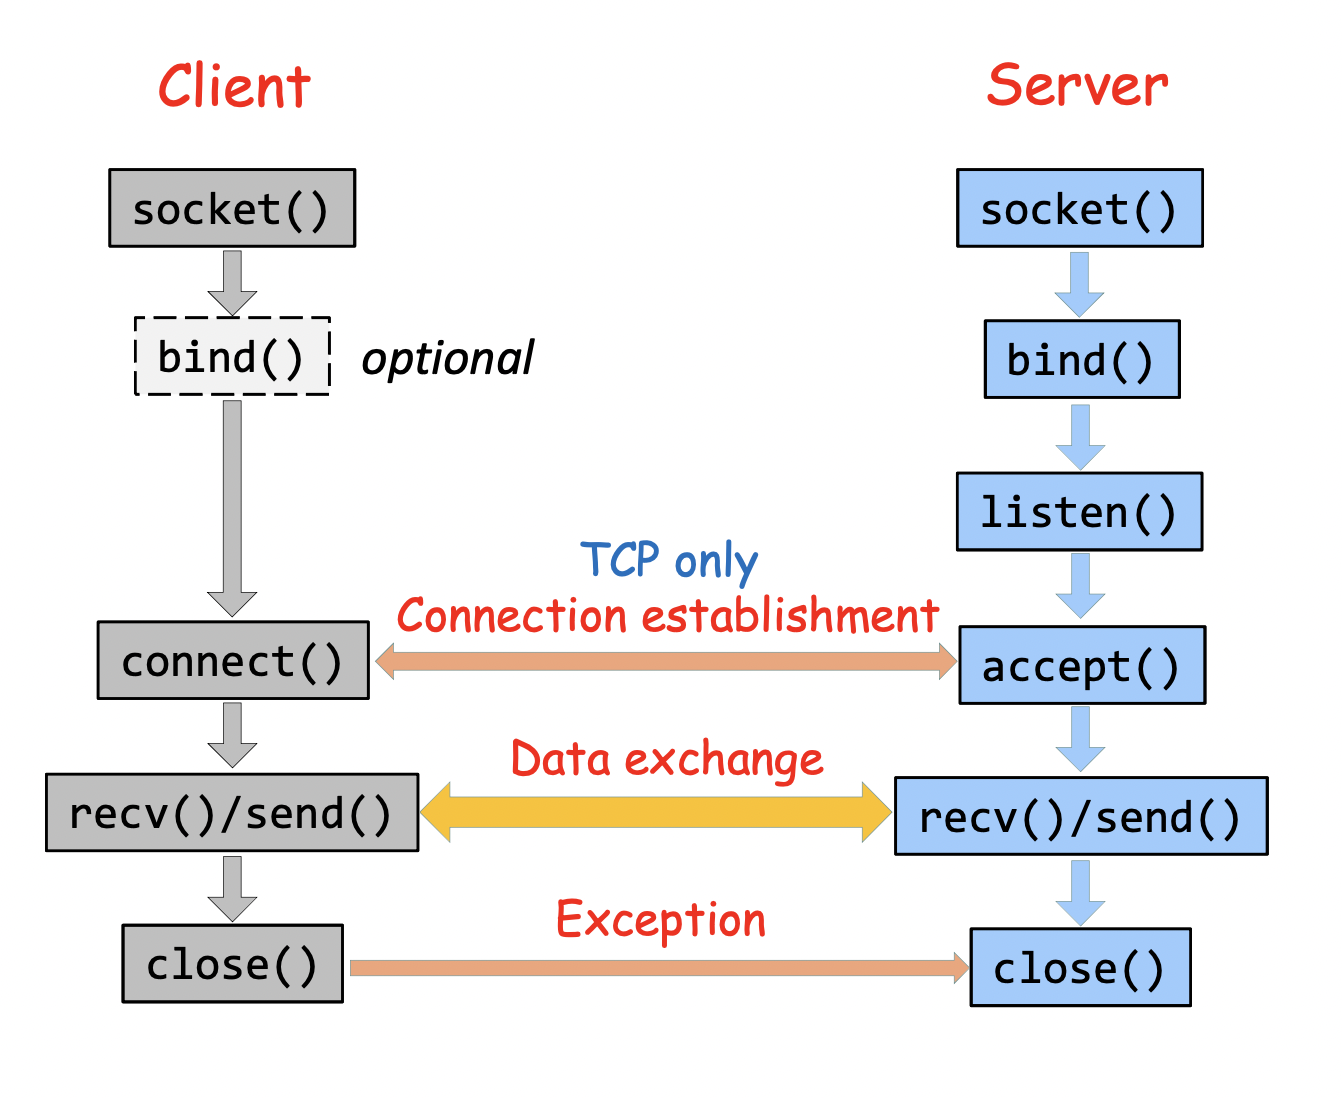 Client
Server
socket()
socket()
bind()
optional
bind()
listen()
TCP only
Connection establishment
connect()
accept()
Data exchange
recv()/send()
recv()/send()
Exception
close()
close()